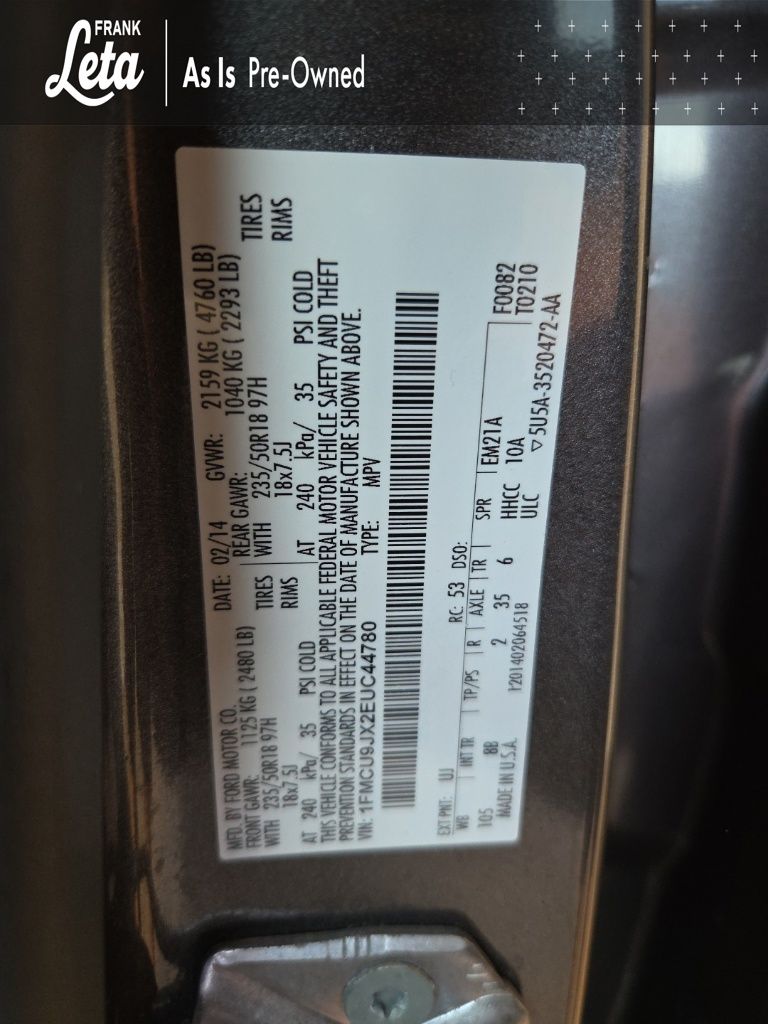 FRANK
Leta
As Is Pre-Owned
MFD. BY FORD MOTOR CO.
DATE: 02/14 GVWR: 2159 KG ( 4760 LB)
FRONT GAWR: 1125 KG ( 2480 LB) REAR GAWR: 1040 KG ( 2293 LB)
WITH 235/50R18 97H TIRES WITH 235/50R18 97H TIRES
18x7.5J RIMS 18x7.5J RIMS
AT 240 kPa/ 35 PSI COLD AT 240 kPa/ 35 PSI COLD
THIS VEHICLE CONFORMS TO ALL APPLICABLE FEDERAL MOTOR VEHICLE SAFETY AND THEFT
PREVENTION STANDARDS IN EFFECT ON THE DATE OF MANUFACTURE SHOWN ABOVE.
VIN: 1FMCU9JX2EUC44780 TYPE: MPV
EXT PNT: UJ RC: 53 DSO:
WB INT TR TP/PS R AXLE TR SPR EM21A F0082
105 8B 2 35 6 HHCC 10A T0210
MADE IN U.S.A. 1201402064518 ULC ▽5U5A-3520472-AA